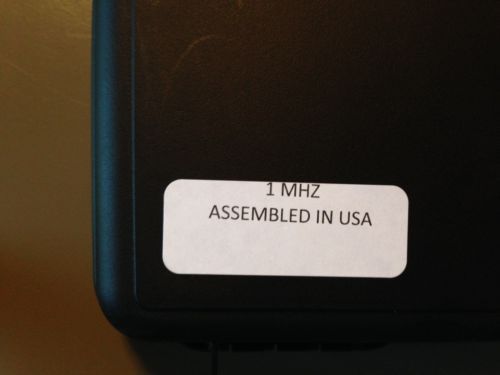 1 MHZ
ASSEMBLED IN USA